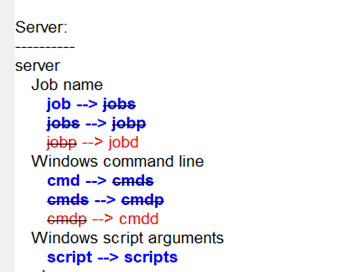 Server:
----------
server
Job name
job --> jobs
jobs --> jobp
jobp --> jobd
Windows command line
cmd --> cmds
cmds --> cmdp
cmdp --> cmdd
Windows script arguments
script --> scripts